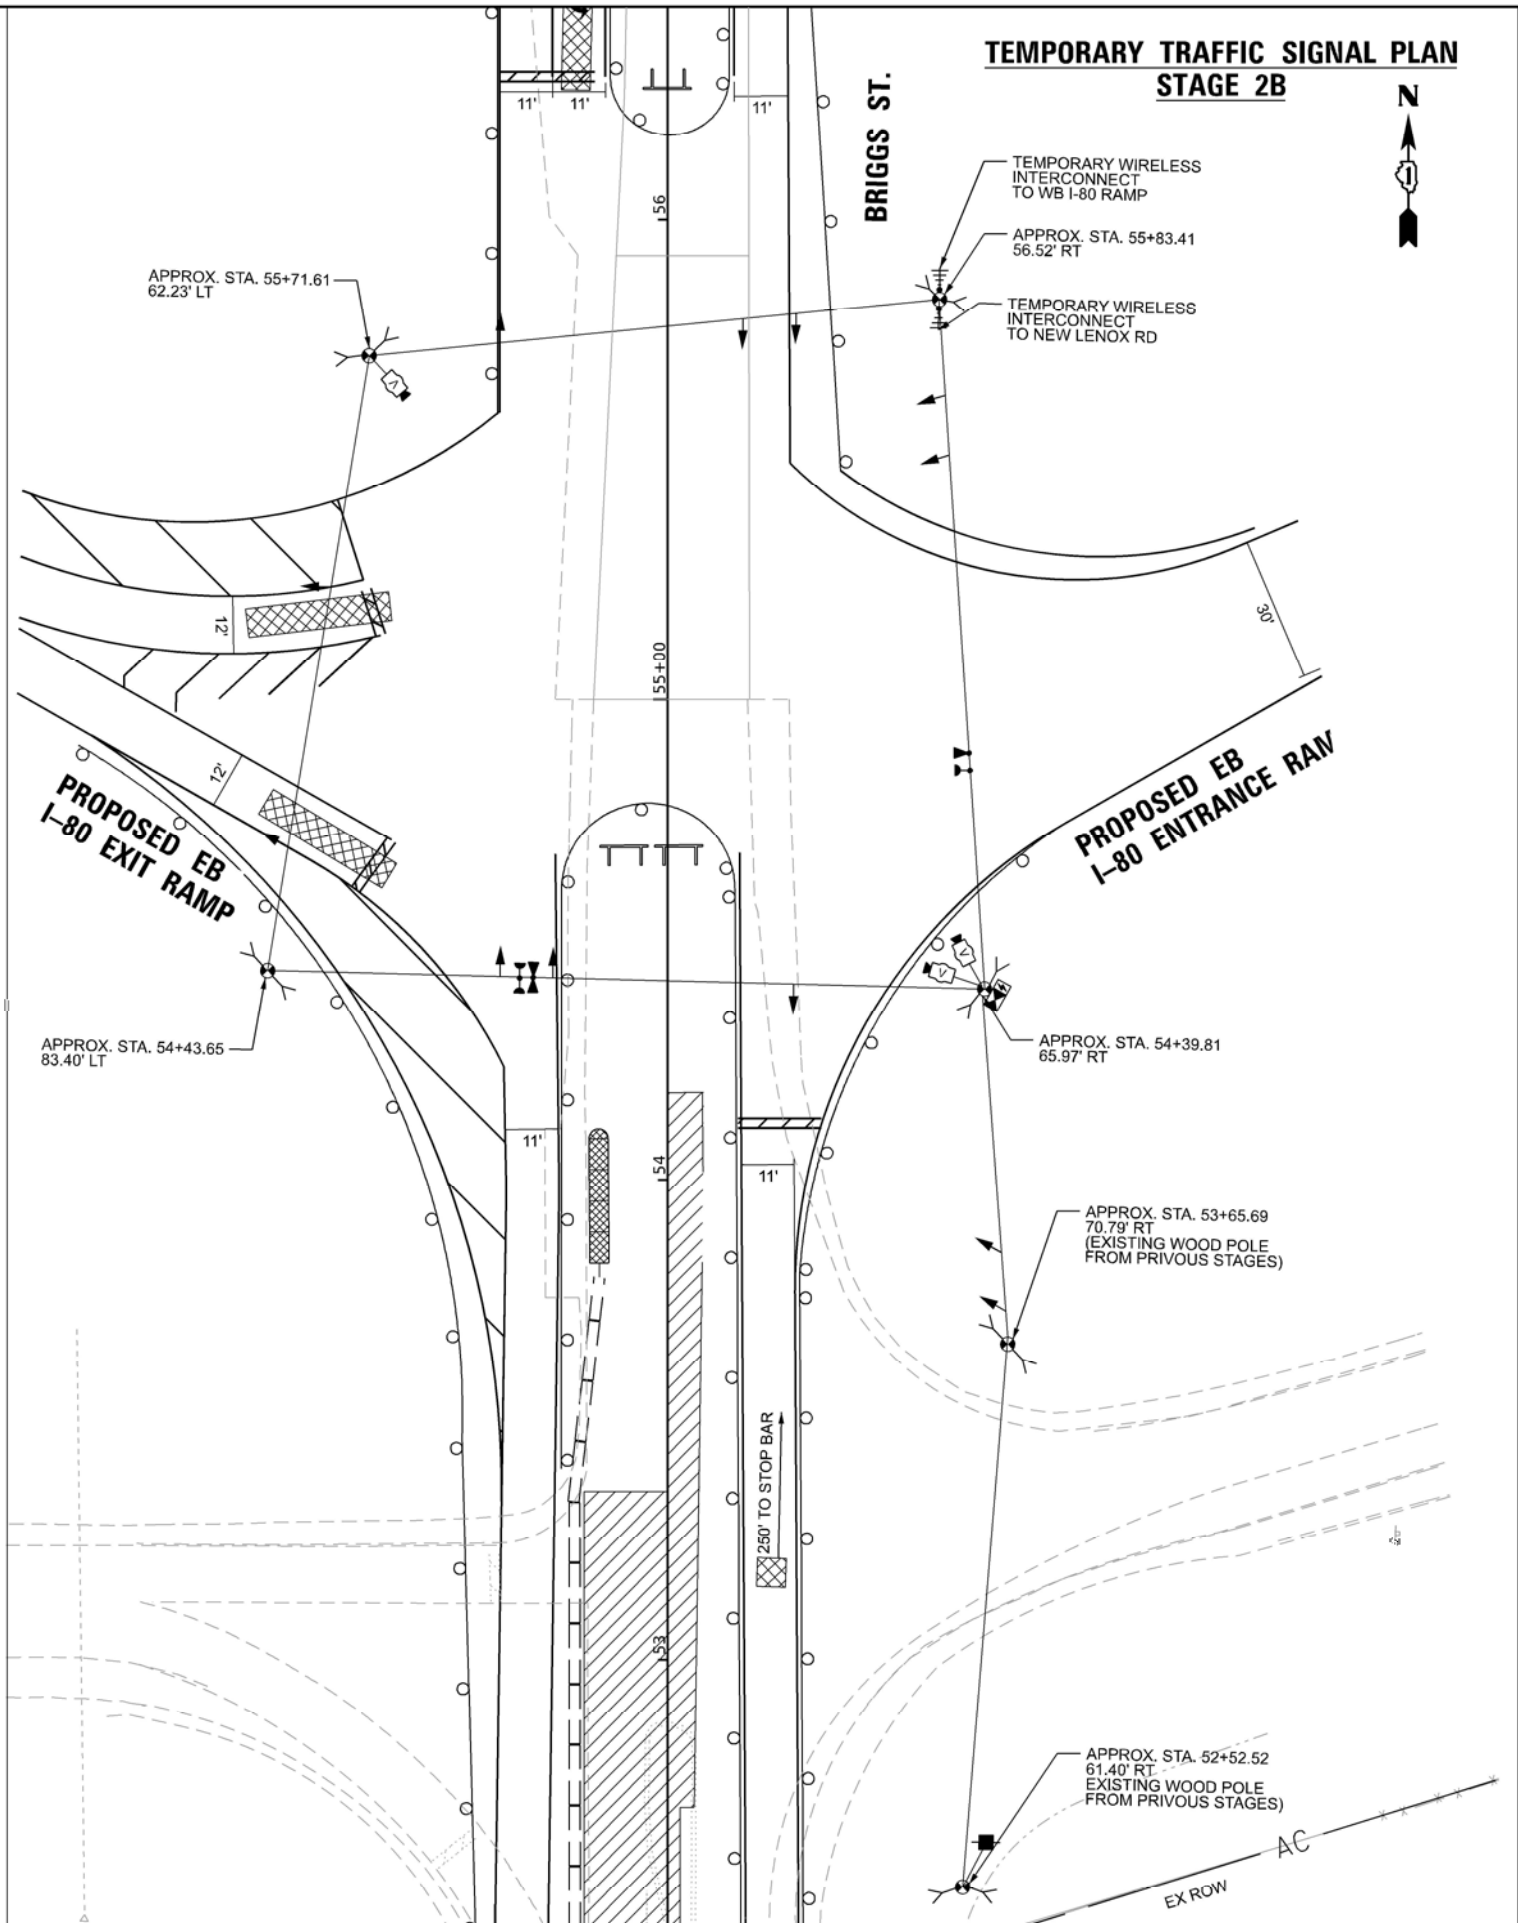 TEMPORARY TRAFFIC SIGNAL PLAN
STAGE 2B
N
1
BRIGGS ST.
11'
11'
11'
56
TEMPORARY WIRELESS
INTERCONNECT
TO WB I-80 RAMP
APPROX. STA. 55+83.41
56.52' RT
TEMPORARY WIRELESS
INTERCONNECT
TO NEW LENOX RD
APPROX. STA. 55+71.61
62.23' LT
V
12'
30'
55+00
12'
PROPOSED EB
I-80 EXIT RAMP
PROPOSED EB
I-80 ENTRANCE RAM
V
V
APPROX. STA. 54+43.65
83.40' LT
APPROX. STA. 54+39.81
65.97' RT
11'
54
11'
APPROX. STA. 53+65.69
70.79' RT
(EXISTING WOOD POLE
FROM PRIVOUS STAGES)
250' TO STOP BAR
53
APPROX. STA. 52+52.52
61.40' RT
EXISTING WOOD POLE
FROM PRIVOUS STAGES)
AC
EX ROW